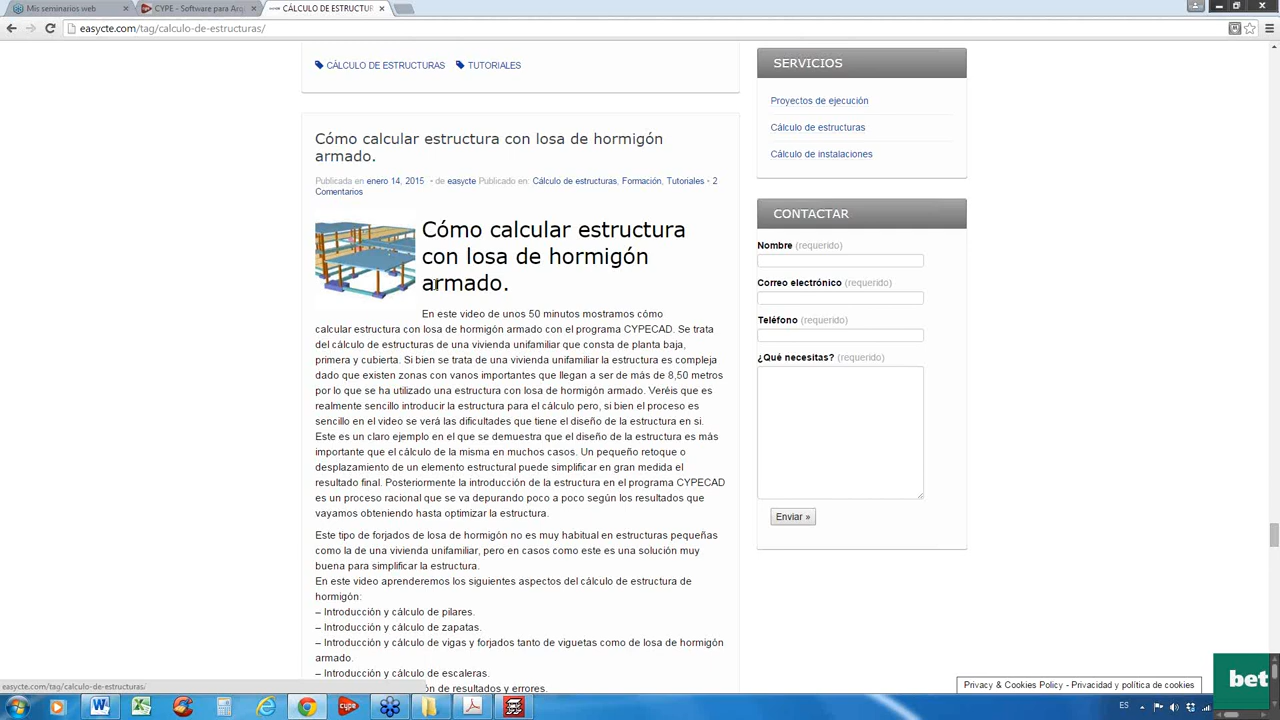 Mis seminarios web
CYPE - Software para Arq
CÁLCULO DE ESTRUCTUR
easycte.com/tag/calculo-de-estructuras/
CÁLCULO DE ESTRUCTURAS TUTORIALES
Cómo calcular estructura con losa de hormigón
armado.
Publicada en enero 14, 2015 - de easycte Publicado en: Cálculo de estructuras, Formación, Tutoriales - 2
Comentarios
Cómo calcular estructura
con losa de hormigón
armado.
En este video de unos 50 minutos mostramos cómo
calcular estructura con losa de hormigón armado con el programa CYPECAD. Se trata
del cálculo de estructuras de una vivienda unifamiliar que consta de planta baja,
primera y cubierta. Si bien se trata de una vivienda unifamiliar la estructura es compleja
dado que existen zonas con vanos importantes que llegan a ser de más de 8,50 metros
por lo que se ha utilizado una estructura con losa de hormigón armado. Veréis que es
realmente sencillo introducir la estructura para el cálculo pero, si bien el proceso es
sencillo en el video se verá las dificultades que tiene el diseño de la estructura en si.
Este es un claro ejemplo en el que se demuestra que el diseño de la estructura es más
importante que el cálculo de la misma en muchos casos. Un pequeño retoque o
desplazamiento de un elemento estructural puede simplificar en gran medida el
resultado final. Posteriormente la introducción de la estructura en el programa CYPECAD
es un proceso racional que se va depurando poco a poco según los resultados que
vayamos obteniendo hasta optimizar la estructura.
Este tipo de forjados de losa de hormigón no es muy habitual en estructuras pequeñas
como la de una vivienda unifamiliar, pero en casos como este es una solución muy
buena para simplificar la estructura.
En este video aprenderemos los siguientes aspectos del cálculo de estructura de
hormigón:
– Introducción y cálculo de pilares.
– Introducción y cálculo de zapatas.
– Introducción y cálculo de vigas y forjados tanto de viguetas como de losa de hormigón
armado.
– Introducción y cálculo de escaleras.
ón de resultados y errores.
SERVICIOS
Proyectos de ejecución
Cálculo de estructuras
Cálculo de instalaciones
CONTACTAR
Nombre (requerido)
Correo electrónico (requerido)
Teléfono (requerido)
¿Qué necesitas? (requerido)
Enviar »
easycte.com/tag/calculo-de-estructuras/
Privacy & Cookies Policy - Privacidad y política de cookies
bet
cype
ES